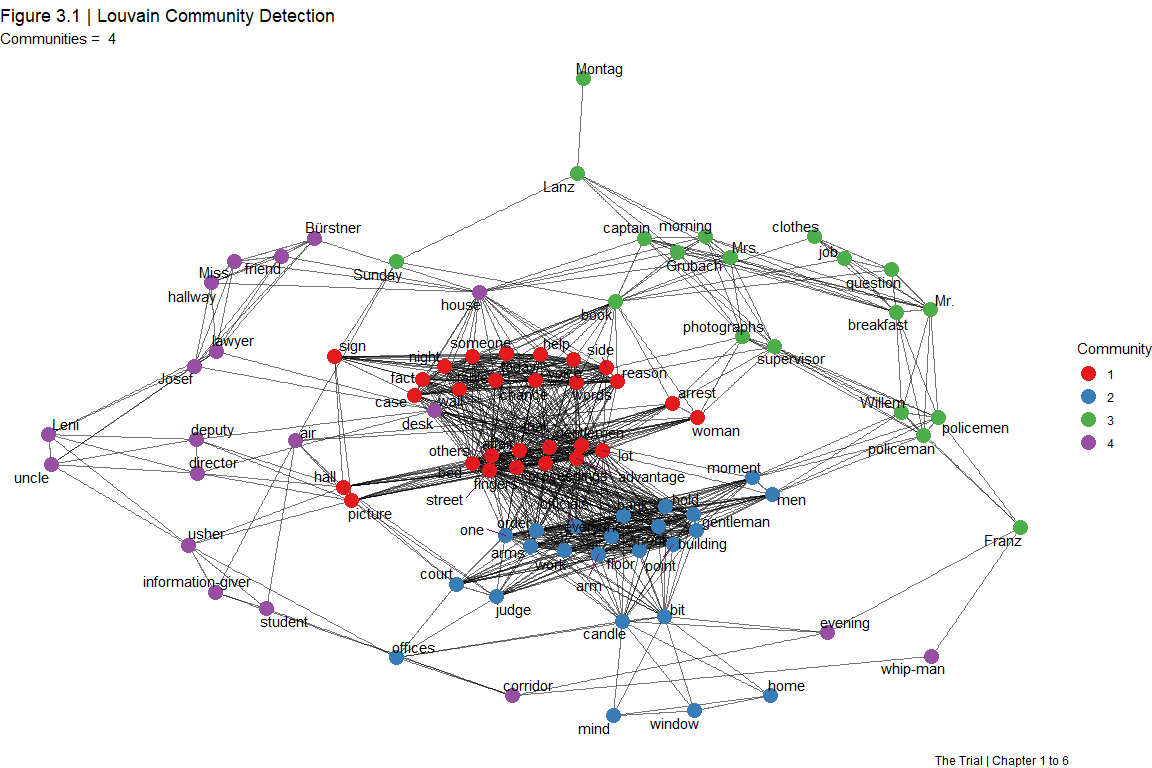 Figure 3.1 | Louvain Community Detection
Communities = 4
Montag
Lanz
Bürstner
captain
morning
clothes
Mrs.
job
Miss
friend
Sunday
Grubach
question
hallway
house
book
Mr.
photographs
breakfast
lawyer
sign
someone
help
side
supervisor
night
Josef
fact
reason
chance
words
case
wall
arrest
desk
Willem
Leni
deputy
air
woman
policemen
others
lot
policeman
director
bed
moment
uncle
hall
fingers
advantage
street
men
picture
hold
order
gentleman
one
usher
arms
building
work
floor
point
court
information-giver
arm
judge
bit
student
candle
evening
Franz
offices
whip-man
corridor
home
mind
window
Community
1
2
3
4
The Trial | Chapter 1 to 6